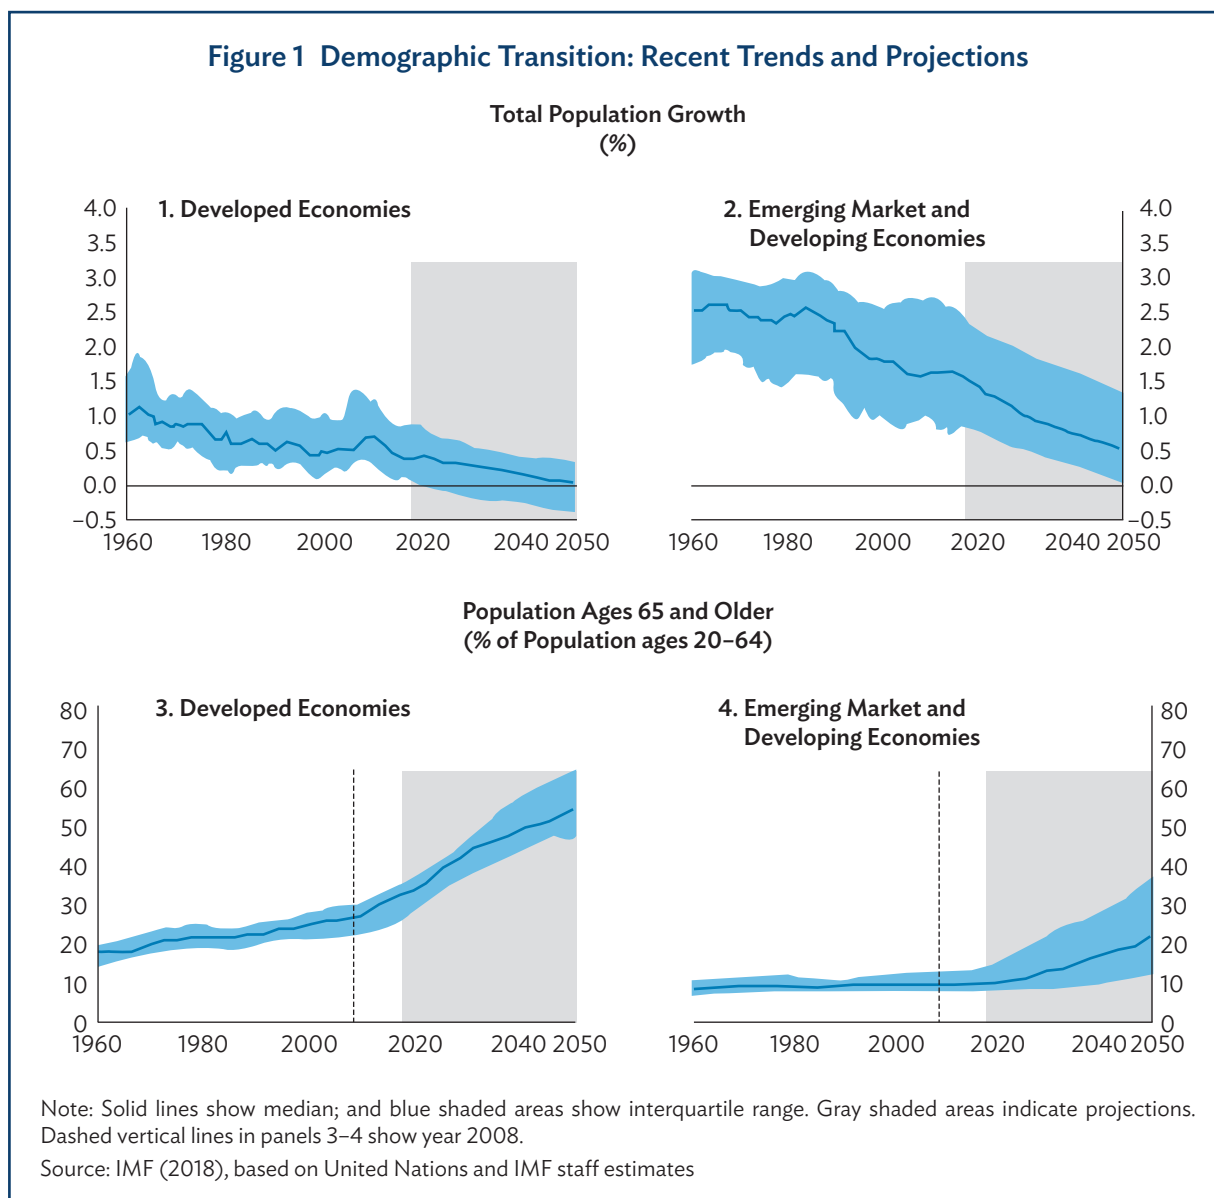 Figure 1 Demographic Transition: Recent Trends and Projections
Total Population Growth
(%)
1. Developed Economies
4.0
3.5
3.0
2.5
2.0
1.5
1.0
0.5
0.0
–0.5
1960 1980 2000 2020 2040 2050
2. Emerging Market and
Developing Economies
4.0
3.5
3.0
2.5
2.0
1.5
1.0
0.5
0.0
–0.5
1960 1980 2000 2020 2040 2050
Population Ages 65 and Older
(% of Population ages 20–64)
3. Developed Economies
80
70
60
50
40
30
20
10
0
1960 1980 2000 2020 2040 2050
4. Emerging Market and
Developing Economies
80
70
60
50
40
30
20
10
0
1960 1980 2000 2020 2040 2050
Note: Solid lines show median; and blue shaded areas show interquartile range. Gray shaded areas indicate projections.
Dashed vertical lines in panels 3–4 show year 2008.
Source: IMF (2018), based on United Nations and IMF staff estimates